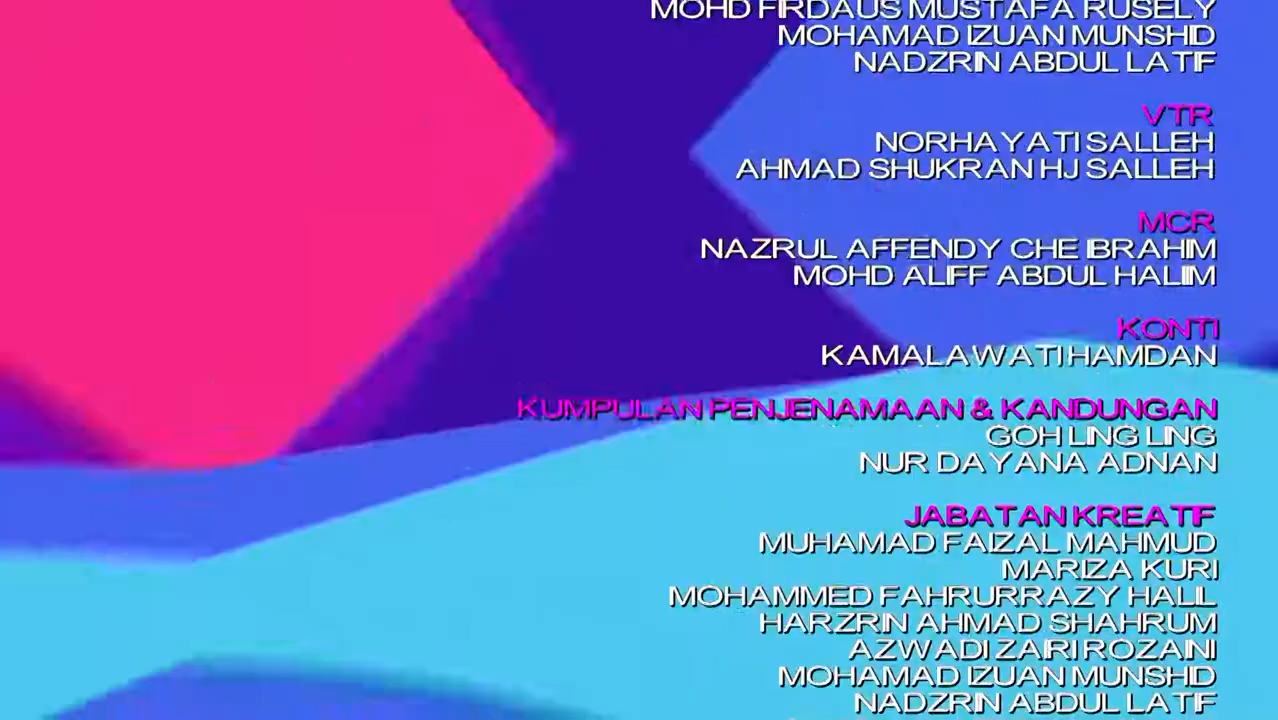 MOHD FIRDAUS MUSTAFA RUSELY
MOHAMAD IZUAN MUNSHID
NADZRIN ABDUL LATIF
VTR
NORHAYATI SALLEH
AHMAD SHUKRAN HJ SALLEH
MCR
NAZRUL AFFENDY CHE IBRAHIM
MOHD ALIFF ABDUL HALIIM
KONTI
KAMALAWATI HAMDAN
KUMPULAN PENJENAMAAN & KANDUNGAN
GOH LING LING
NUR DAYANA ADNAN
JABATAN KREATIF
MUHAMAD FAIZAL MAHMUD
MARIZA KURI
MOHAMMED FAHRURRAZY HALIL
HARZRIN AHMAD SHAHRUM
AZWADI ZAIRI ROZAINI
MOHAMAD IZUAN MUNSHID
NADZRIN ABDUL LATIF